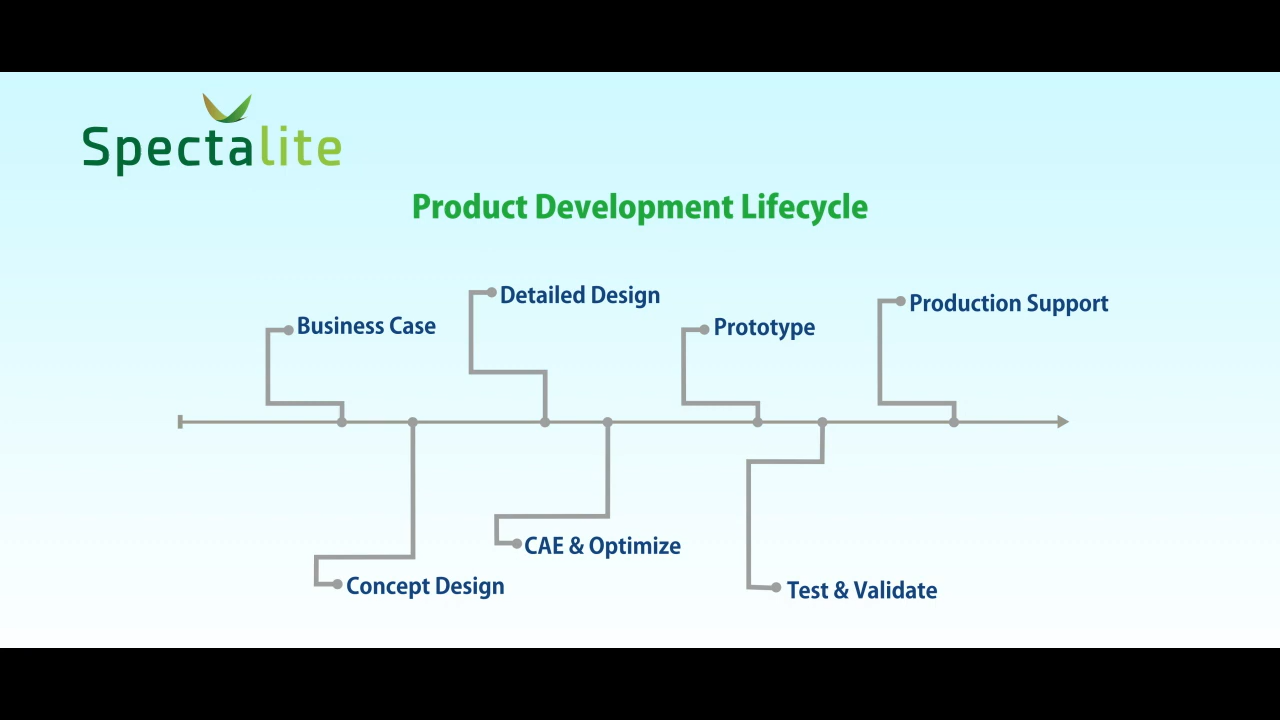 Spectalite
Product Development Lifecycle
Business Case
Detailed Design
Prototype
Production Support
Concept Design
CAE & Optimize
Test & Validate